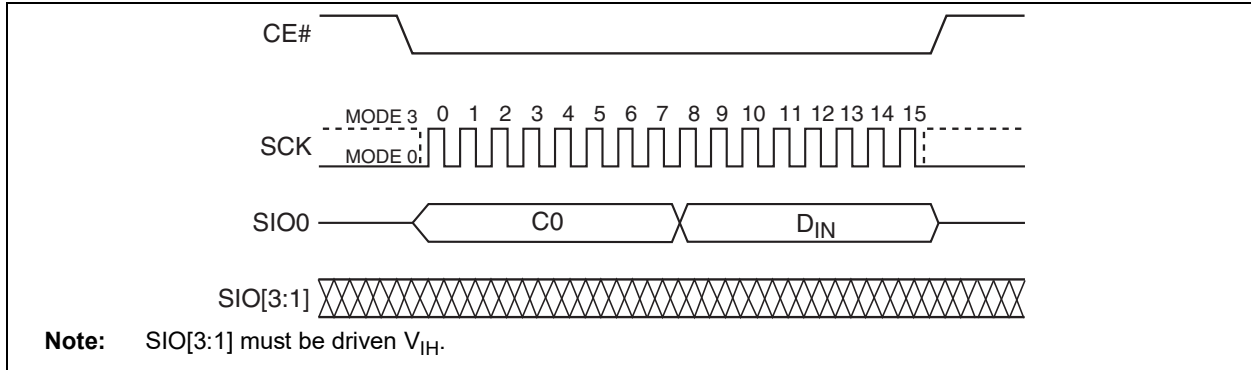 CE#
MODE 3 0 1 2 3 4 5 6 7 8 9 10 11 12 13 14 15
SCK
MODE 0
SIO0 C0 DIN
SIO[3:1]
Note: SIO[3:1] must be driven VIH.